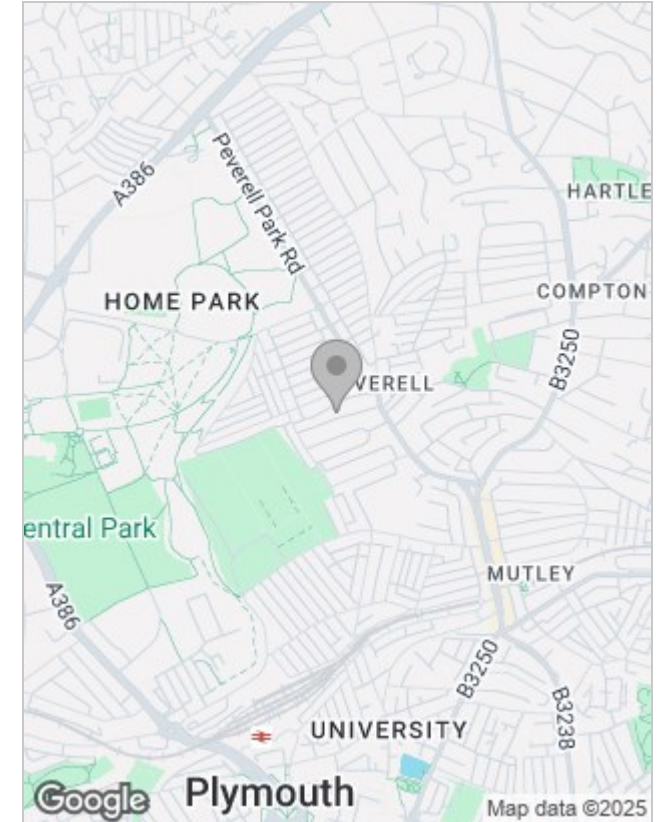 A386
Peverell Park Rd
HARTLE
HOME PARK
COMPTON
B3250
VERELL
entral Park
A386
MUTLEY
B3250
B3238
UNIVERSITY
Plymouth
Google
Map data ©2025